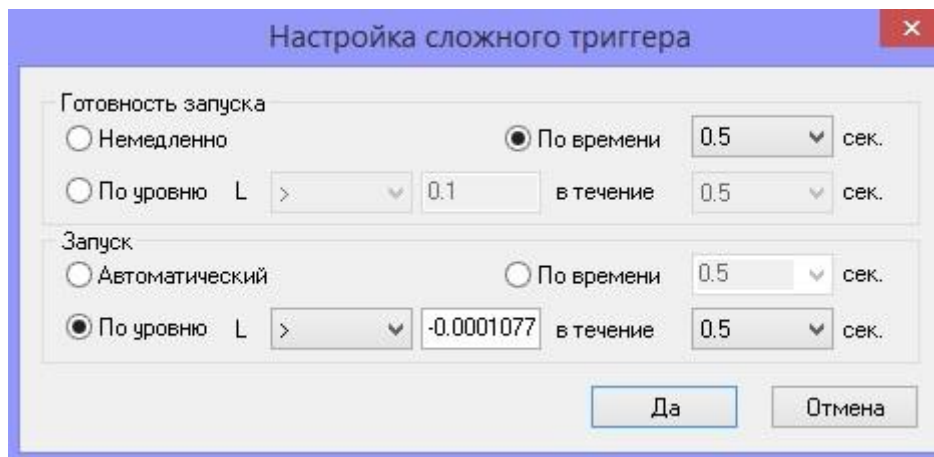 Настройка сложного триггера
Готовность запуска
Немедленно По времени 0.5 сек.
По уровню L > 0.1 в течение 0.5 сек.
Запуск
Автоматический По времени 0.5 сек.
По уровню L > -0.0001077 в течение 0.5 сек.
Да Отмена